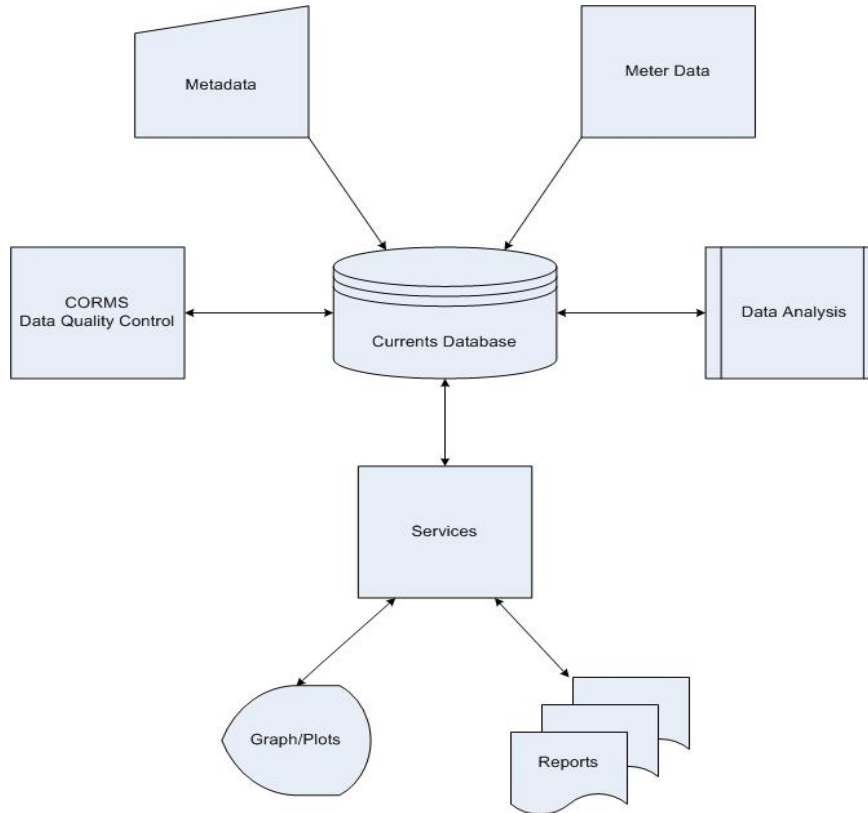 Metadata
Meter Data
CORMS
Data Quality Control
Currents Database
Data Analysis
Services
Graph/Plots
Reports